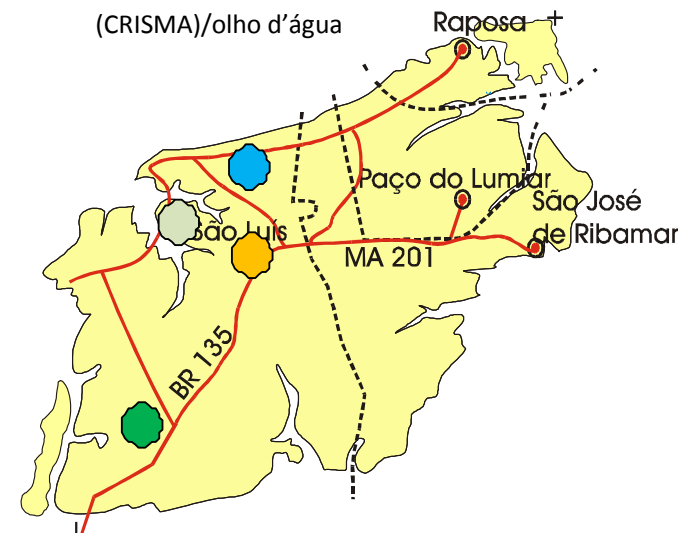 (CRISMA)/olho d'água
Raposa
Paço do Lumiar
São José
de Ribamar
São Luís
MA 201
BR 135